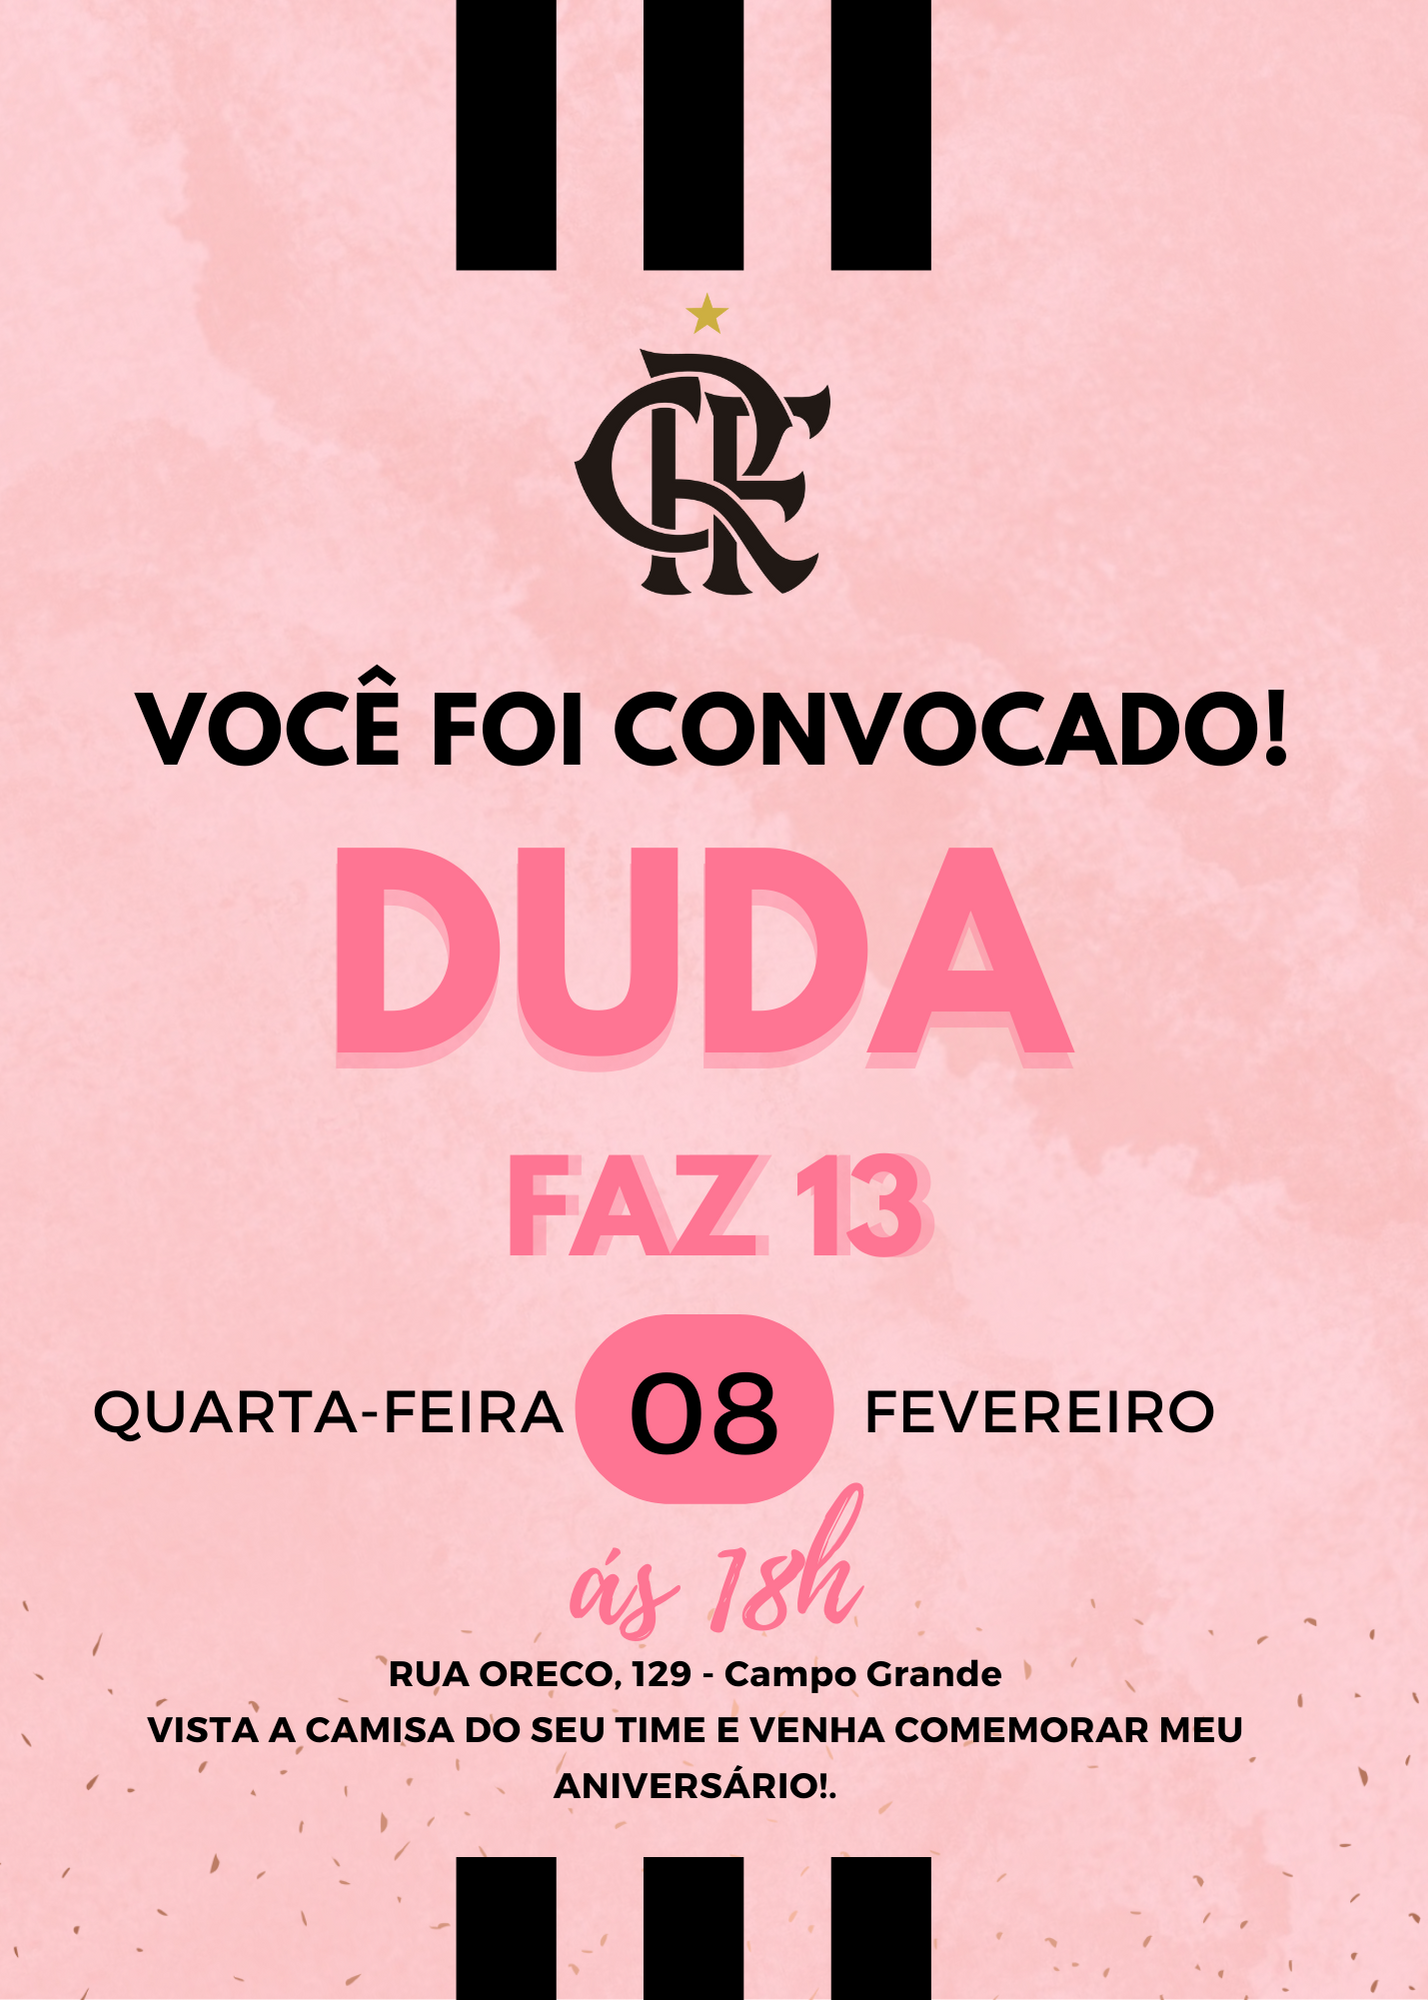 CRF
VOCÊ FOI CONVOCADO!
DUDA
FAZ 13
QUARTA-FEIRA 08 FEVEREIRO
ás 18h
RUA ORECO, 129 - Campo Grande
VISTA A CAMISA DO SEU TIME E VENHA COMEMORAR MEU
ANIVERSÁRIO!.